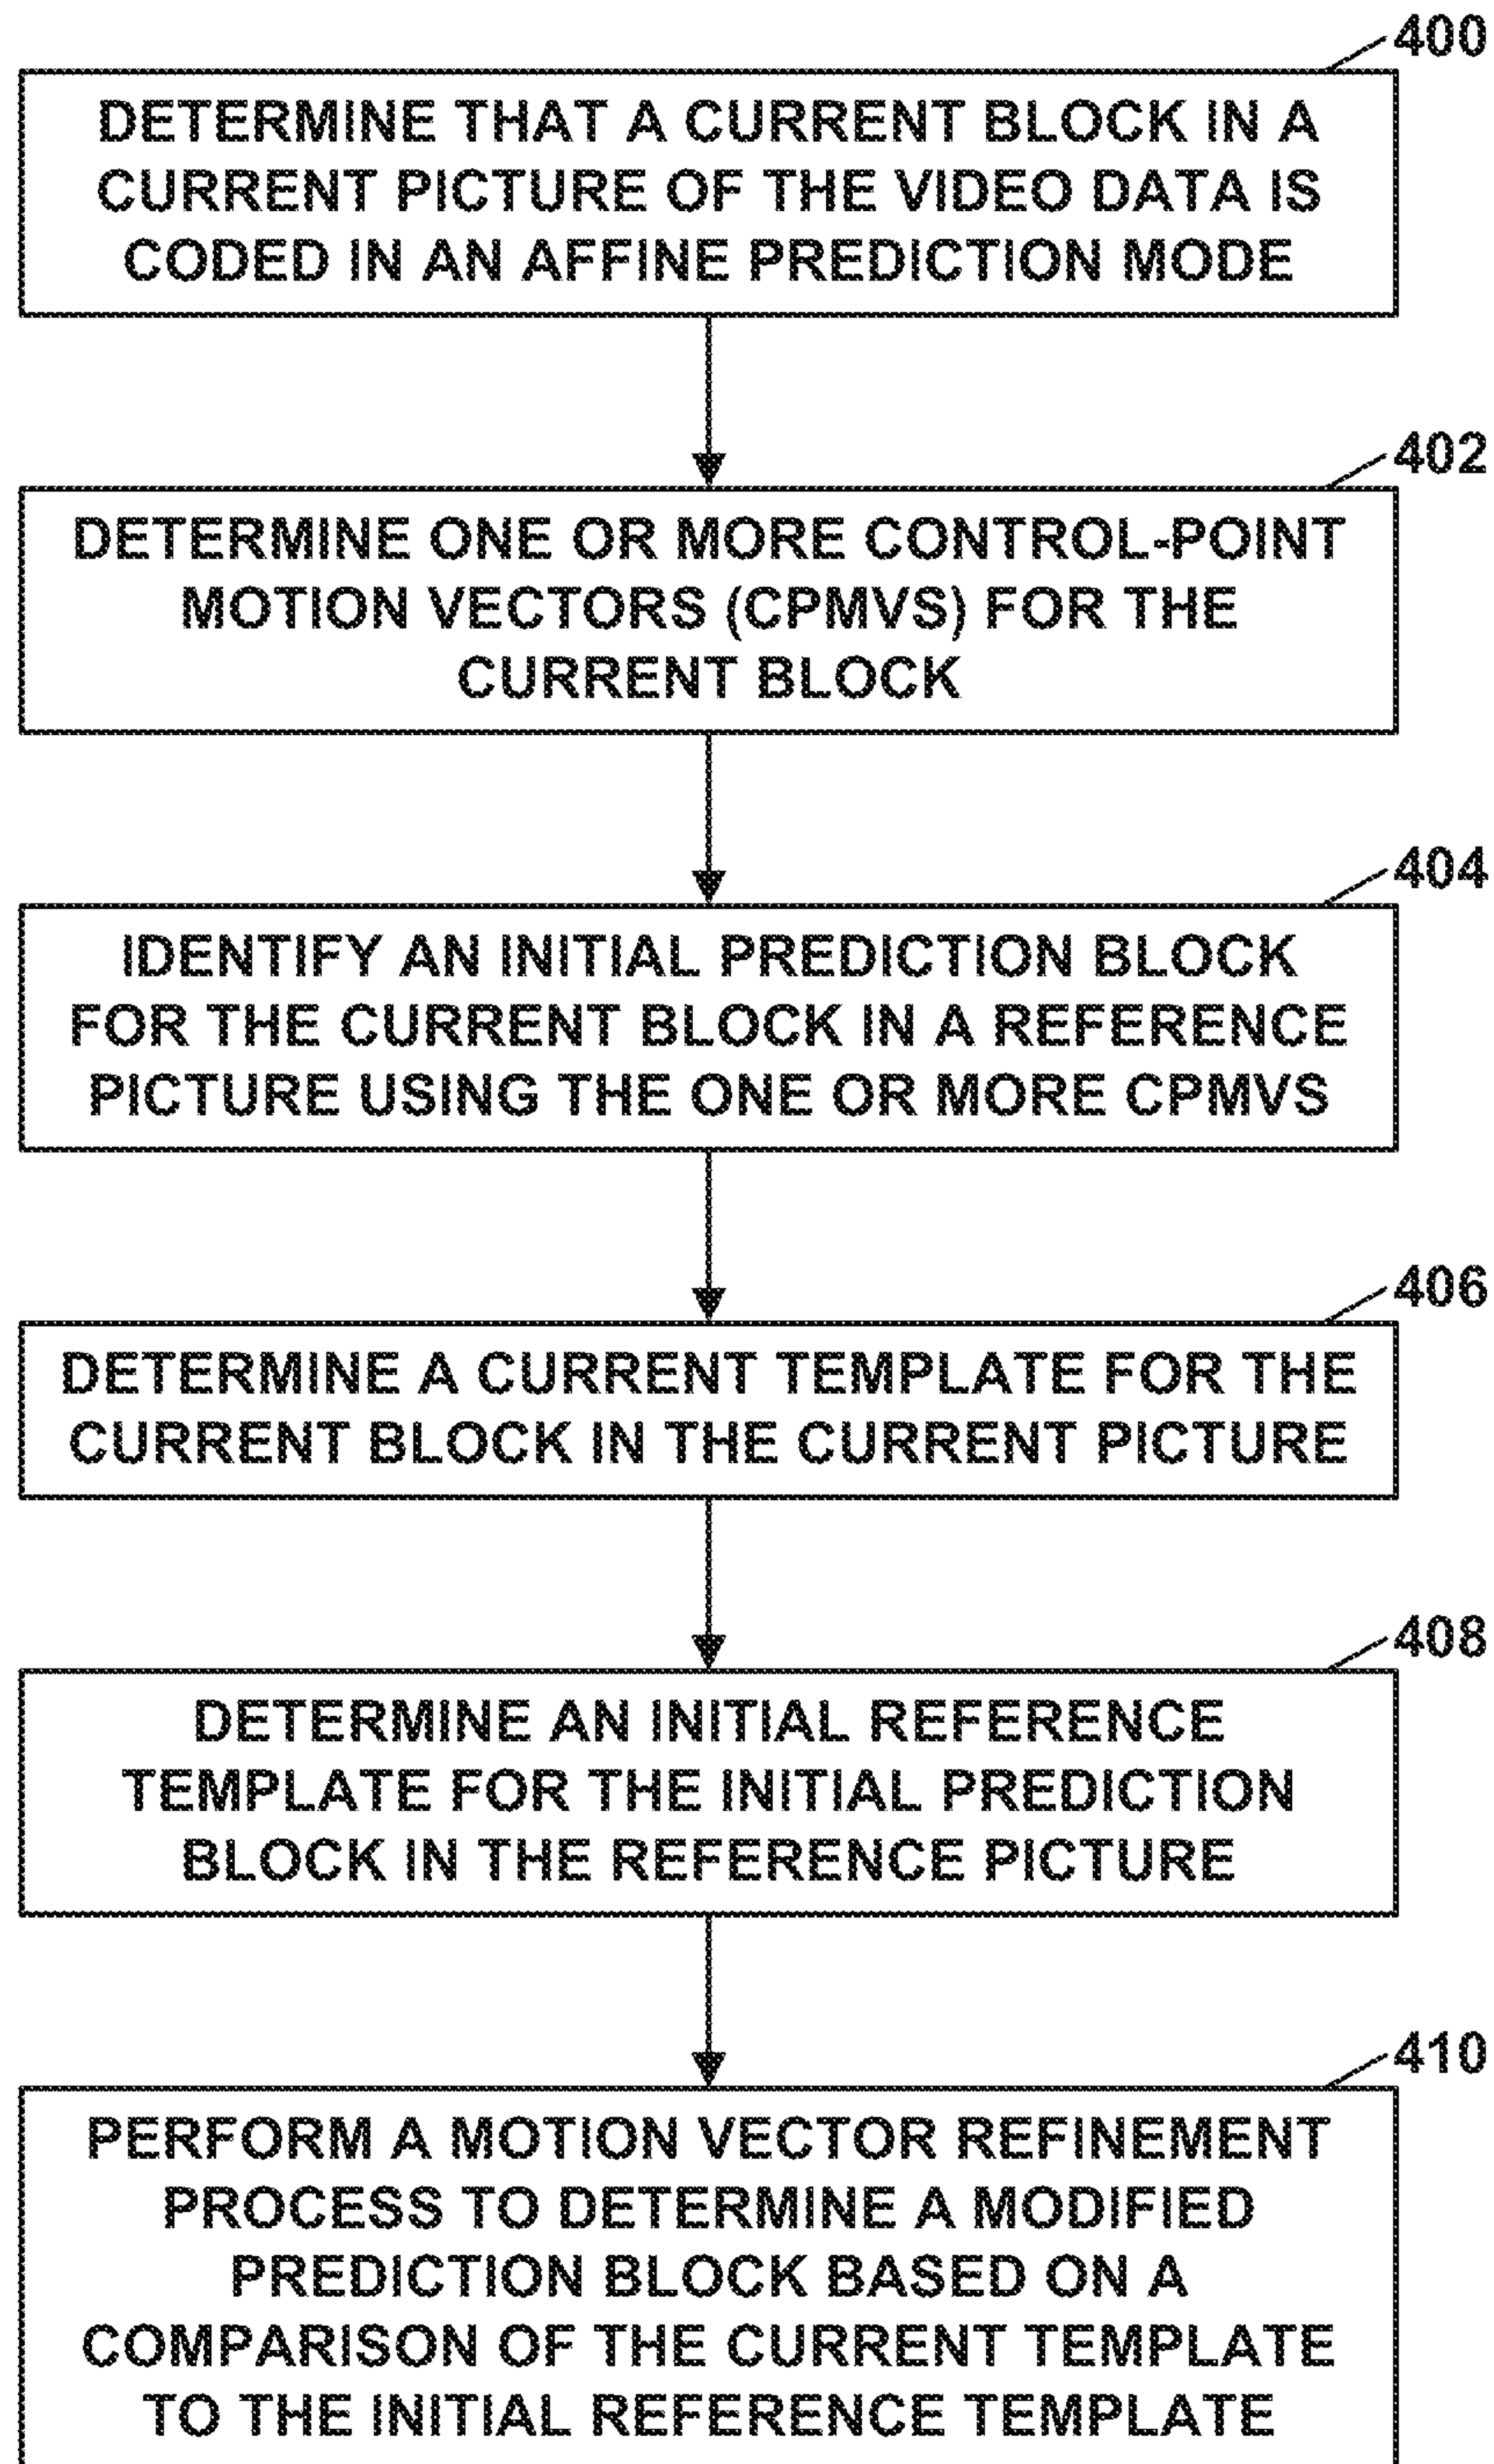 400
DETERMINE THAT A CURRENT BLOCK IN A
CURRENT PICTURE OF THE VIDEO DATA IS
CODED IN AN AFFINE PREDICTION MODE
402
DETERMINE ONE OR MORE CONTROL-POINT
MOTION VECTORS (CPMVS) FOR THE
CURRENT BLOCK
404
IDENTIFY AN INITIAL PREDICTION BLOCK
FOR THE CURRENT BLOCK IN A REFERENCE
PICTURE USING THE ONE OR MORE CPMVS
406
DETERMINE A CURRENT TEMPLATE FOR THE
CURRENT BLOCK IN THE CURRENT PICTURE
408
DETERMINE AN INITIAL REFERENCE
TEMPLATE FOR THE INITIAL PREDICTION
BLOCK IN THE REFERENCE PICTURE
410
PERFORM A MOTION VECTOR REFINEMENT
PROCESS TO DETERMINE A MODIFIED
PREDICTION BLOCK BASED ON A
COMPARISON OF THE CURRENT TEMPLATE
TO THE INITIAL REFERENCE TEMPLATE